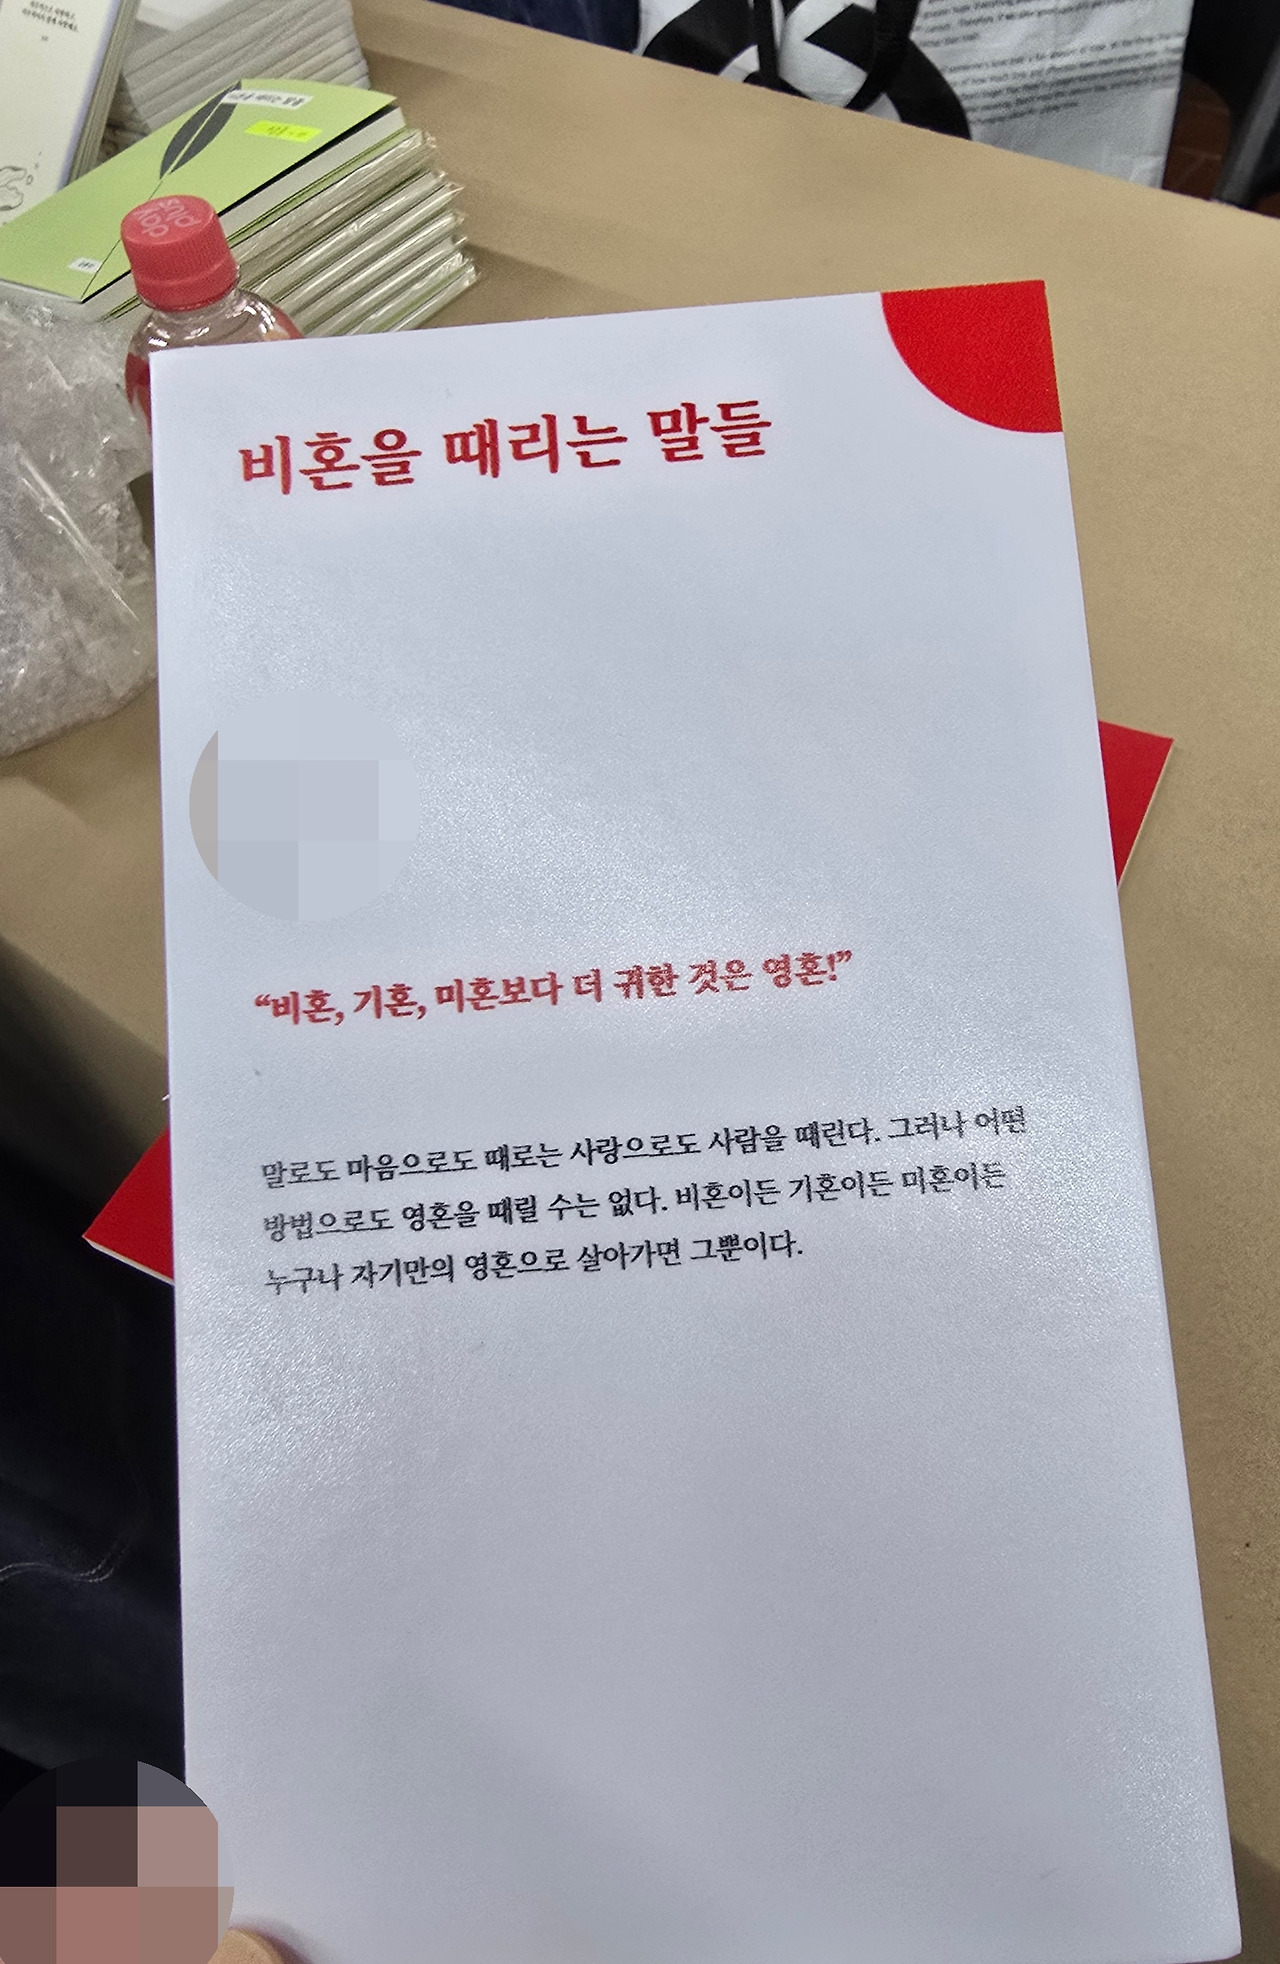 비혼을 때리는 말들
“비혼, 기혼, 미혼보다 더 귀한 것은 영혼!”
말로도 마음으로도 때로는 사랑으로도 사람을 때린다. 그러나 어떤
방법으로도 영혼을 때릴 수는 없다. 비혼이든 기혼이든 미혼이든
누구나 자기만의 영혼으로 살아가면 그뿐이다.